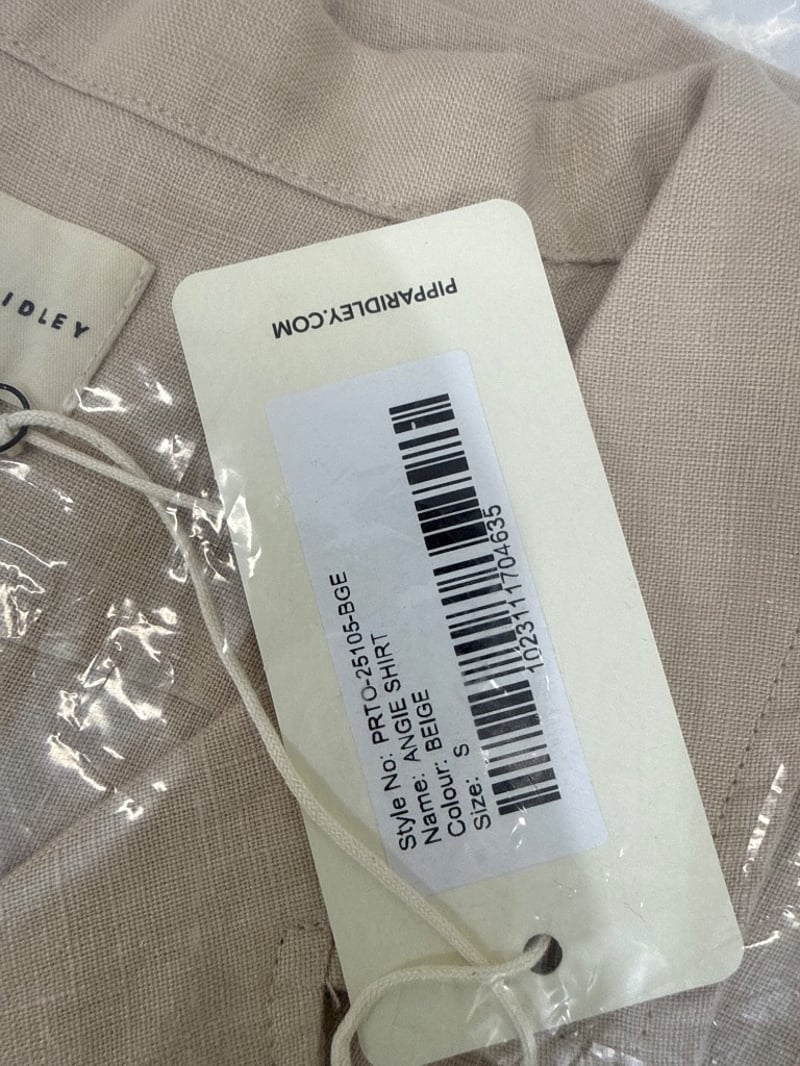 IDLEY
PIPPARIDLEY.COM
Style No: PRTO-25105-BGE
Name: ANGIE SHIRT
Colour: BEIGE
Size: S
1023111704635